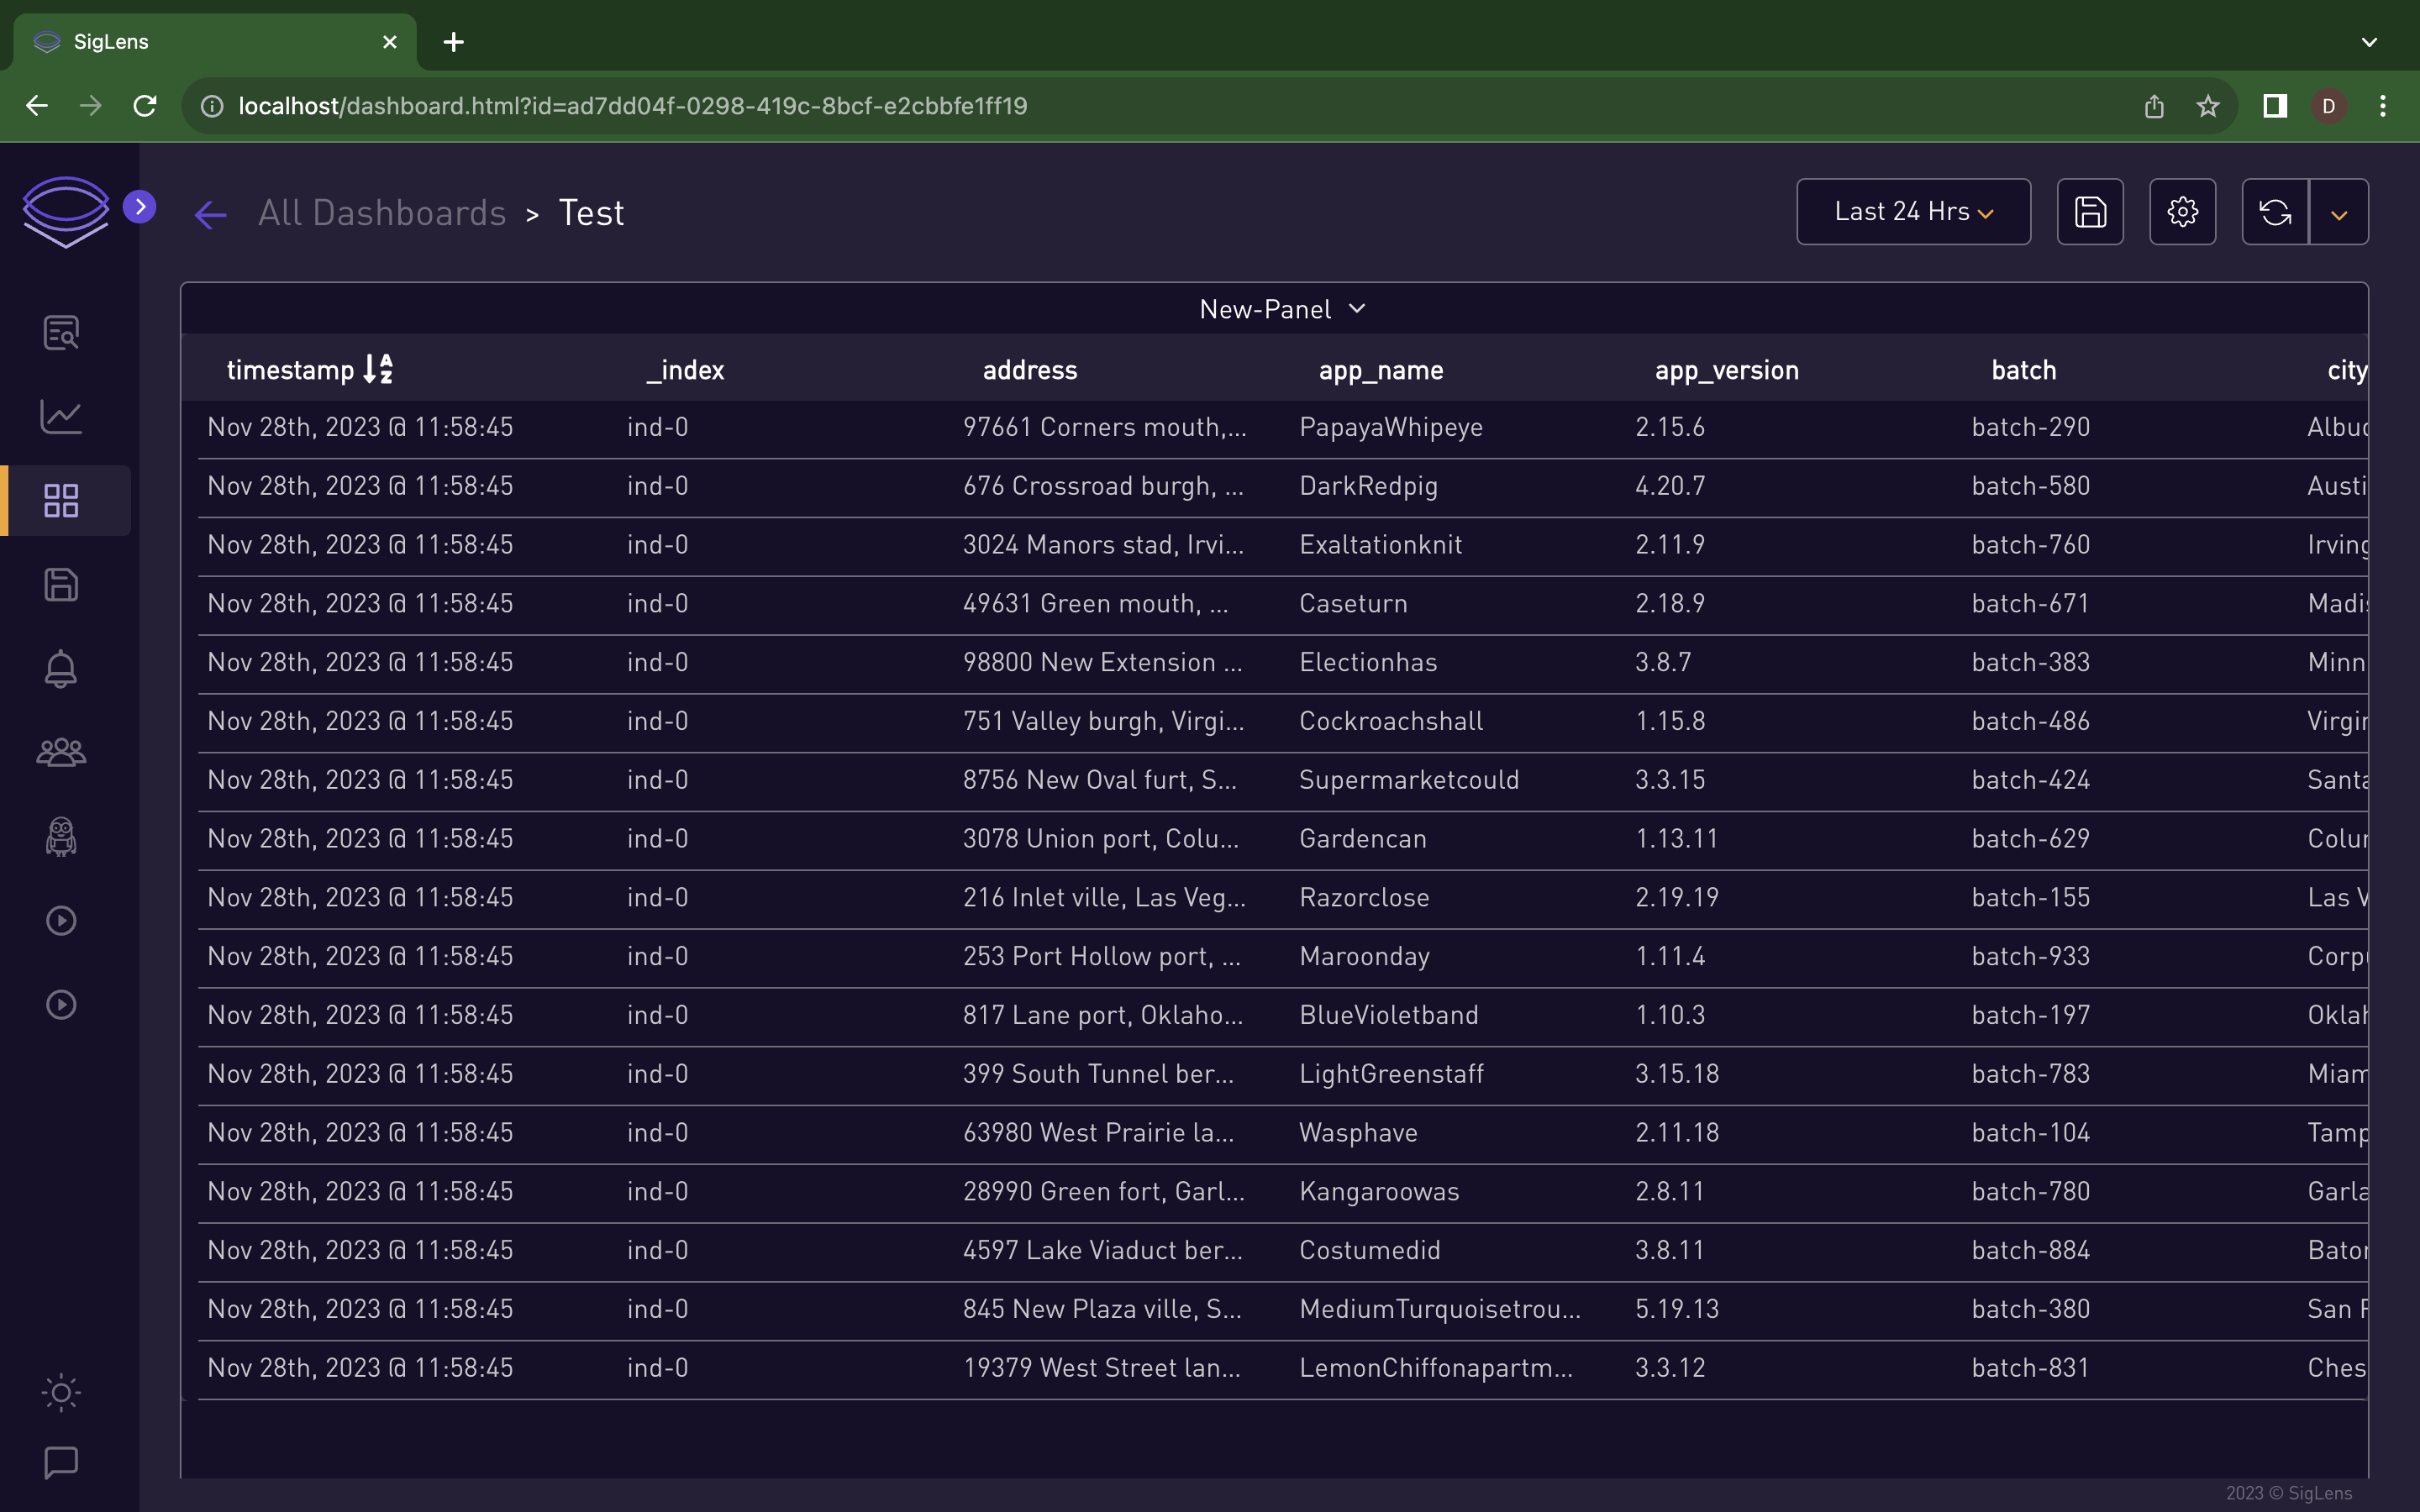 SigLens
localhost/dashboard.html?id=ad7dd04f-0298-419c-8bcf-e2cbbfe1ff19
D
All Dashboards > Test
Last 24 Hrs
New-Panel
timestamp _index address app_name app_version batch city
Nov 28th, 2023 @ 11:58:45 ind-0 97661 Corners mouth,... PapayaWhipeye 2.15.6 batch-290
Nov 28th, 2023 @ 11:58:45 ind-0 676 Crossroad burgh, ... DarkRedpig 4.20.7 batch-580 Austi
Nov 28th, 2023 @ 11:58:45 ind-0 3024 Manors stad, Irvi... Exaltationknit 2.11.9 batch-760 Irving
Nov 28th, 2023 @ 11:58:45 ind-0 49631 Green mouth, ... Caseturn 2.18.9 batch-671 Madis
Nov 28th, 2023 @ 11:58:45 ind-0 98800 New Extension ... Electionhas 3.8.7 batch-383 Minn
Nov 28th, 2023 @ 11:58:45 ind-0 751 Valley burgh, Virgi... Cockroachshall 1.15.8 batch-486 Virgin
Nov 28th, 2023 @ 11:58:45 ind-0 8756 New Oval furt, S... Supermarketcould 3.3.15 batch-424 Santa
Nov 28th, 2023 @ 11:58:45 ind-0 3078 Union port, Colu... Gardencan 1.13.11 batch-629 Colum
Nov 28th, 2023 @ 11:58:45 ind-0 216 Inlet ville, Las Veg... Razorclose 2.19.19 batch-155 Las V
Nov 28th, 2023 @ 11:58:45 ind-0 253 Port Hollow port, ... Maroonday 1.11.4 batch-933 Corpu
Nov 28th, 2023 @ 11:58:45 ind-0 817 Lane port, Oklaho... BlueVioletband 1.10.3 batch-197 Oklah
Nov 28th, 2023 @ 11:58:45 ind-0 399 South Tunnel ber... LightGreenstaff 3.15.18 batch-783 Miam
Nov 28th, 2023 @ 11:58:45 ind-0 63980 West Prairie la... Wasphave 2.11.18 batch-104 Tamp
Nov 28th, 2023 @ 11:58:45 ind-0 28990 Green fort, Garl... Kangaroowas 2.8.11 batch-780 Garla
Nov 28th, 2023 @ 11:58:45 ind-0 4597 Lake Viaduct ber... Costumedid 3.8.11 batch-884 Baton
Nov 28th, 2023 @ 11:58:45 ind-0 845 New Plaza ville, S... MediumTurquoisetrou... 5.19.13 batch-380 San F
Nov 28th, 2023 @ 11:58:45 ind-0 19379 West Street lan... LemonChiffonapartm... 3.3.12 batch-831 Ches
2023 © SigLens